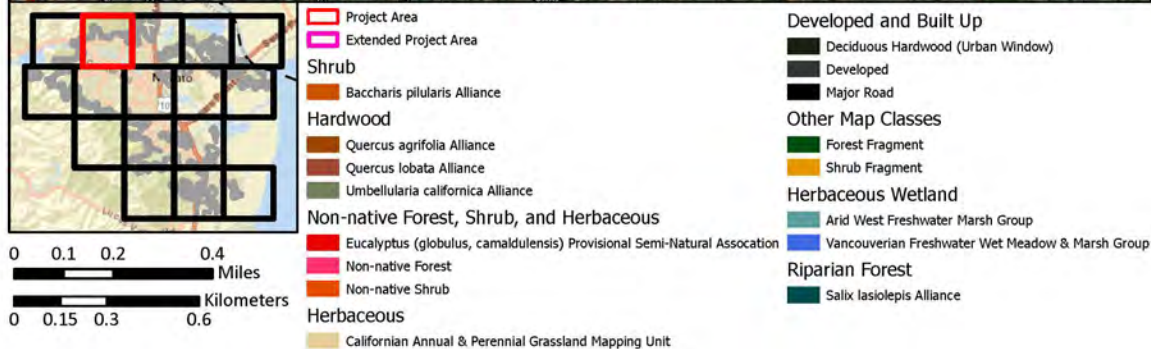 Project Area
Extended Project Area
Shrub
Baccharis pilularis Alliance
Hardwood
Quercus agrifolia Alliance
Quercus lobata Alliance
Umbellularia californica Alliance
Non-native Forest, Shrub, and Herbaceous
Eucalyptus (globulus, camaldulensis) Provisional Semi-Natural Assocation
Non-native Forest
Non-native Shrub
Herbaceous
Californian Annual & Perennial Grassland Mapping Unit
Developed and Built Up
Deciduous Hardwood (Urban Window)
Developed
Major Road
Other Map Classes
Forest Fragment
Shrub Fragment
Herbaceous Wetland
Arid West Freshwater Marsh Group
Vancouverian Freshwater Wet Meadow & Marsh Group
Riparian Forest
Salix lasiolepis Alliance
0 0.1 0.2 0.4
Miles
Kilometers
0 0.15 0.3 0.6